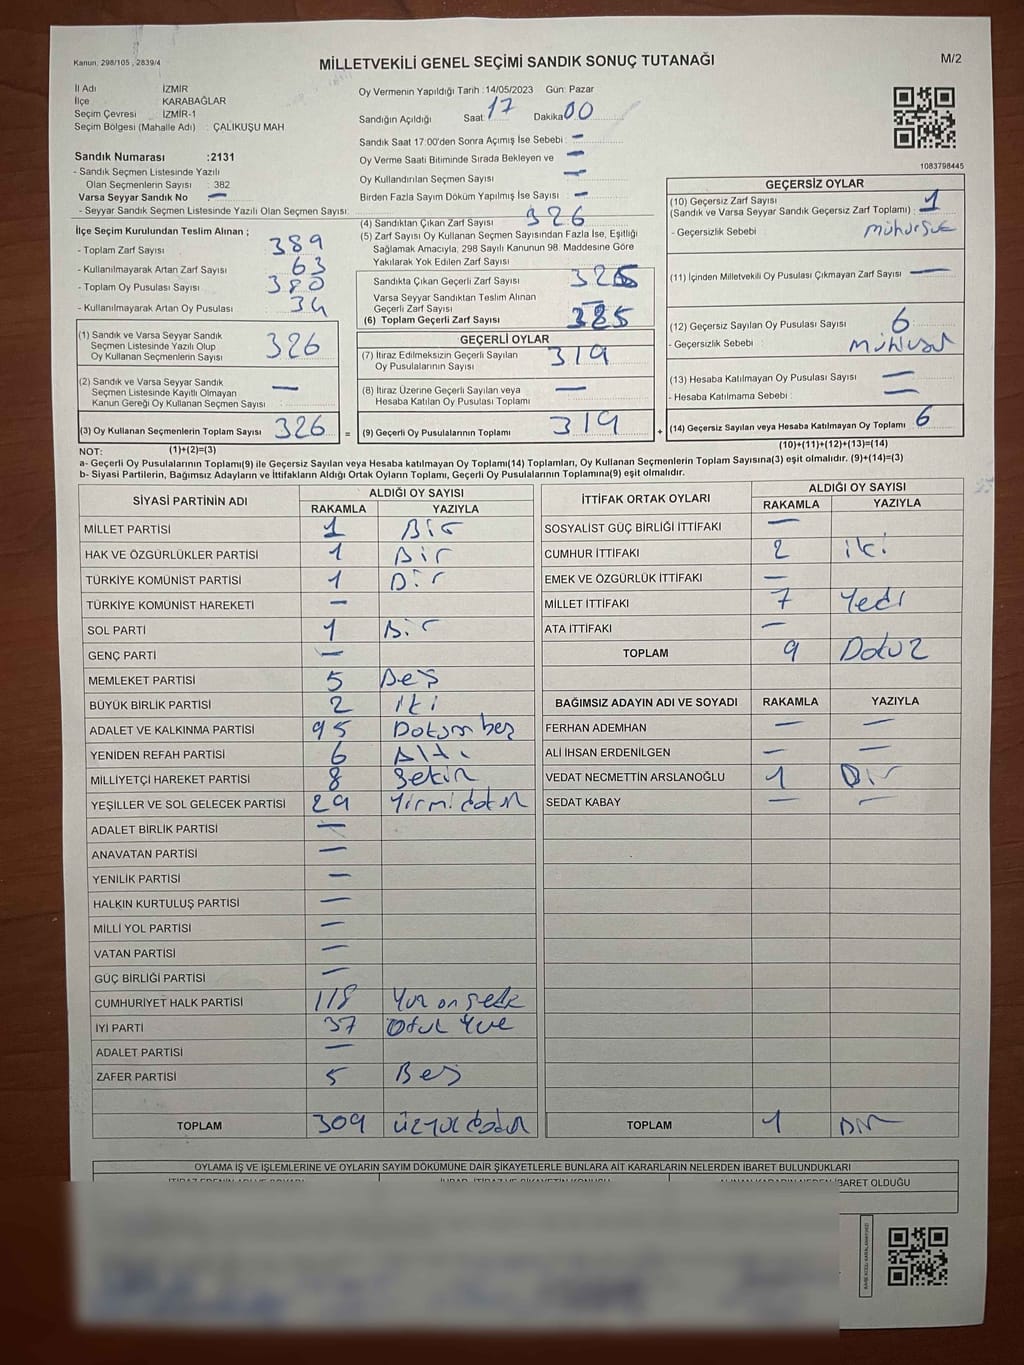 Kanun, 298/105 , 2839/4
MİLLETVEKİLİ GENEL SEÇİMİ SANDIK SONUÇ TUTANAĞI
M/2
İl Adı İZMİR
İlçe KARABAĞLAR
Seçim Çevresi : İZMİR-1
Seçim Bölgesi (Mahalle Adı) : ÇALIKUŞU MAH
Sandık Numarası :2131
- Sandık Seçmen Listesinde Yazılı
Olan Seçmenlerin Sayısı : 382
Varsa Seyyar Sandık No —
- Seyyar Sandık Seçmen Listesinde Yazılı Olan Seçmen Sayısı:
İlçe Seçim Kurulundan Teslim Alınan ;
- Toplam Zarf Sayısı 389
- Kullanılmayarak Artan Zarf Sayısı 63
- Toplam Oy Pusulası Sayısı 380
- Kullanılmayarak Artan Oy Pusulası 34
(1) Sandık ve Varsa Seyyar Sandık
Seçmen Listesinde Yazılı Olup
Oy Kullanan Seçmenlerin Sayısı 326
(2) Sandık ve Varsa Seyyar Sandık
Seçmen Listesinde Kayıtlı Olmayan
Kanun Gereği Oy Kullanan Seçmen Sayısı : —
(3) Oy Kullanan Seçmenlerin Toplam Sayısı 326 =
Oy Vermenin Yapıldığı Tarih :14/05/2023 Gün: Pazar
Sandığın Açıldığı Saat: 17 Dakika: 00
Sandık Saat 17:00'den Sonra Açımış İse Sebebi : —
Oy Verme Saati Bitiminde Sırada Bekleyen ve —
Oy Kullandırılan Seçmen Sayısı —
Birden Fazla Sayım Döküm Yapılmış İse Sayısı : —
(4) Sandıktan Çıkan Zarf Sayısı 326
(5) Zarf Sayısı Oy Kullanan Seçmen Sayısından Fazla İse, Eşitliği
Sağlamak Amacıyla, 298 Sayılı Kanunun 98. Maddesine Göre
Yakılarak Yok Edilen Zarf Sayısı
Sandıkta Çıkan Geçerli Zarf Sayısı
Varsa Seyyar Sandıktan Teslim Alınan
Geçerli Zarf Sayısı —
(6) Toplam Geçerli Zarf Sayısı
GEÇERLİ OYLAR
(7) İtiraz Edilmeksizin Geçerli Sayılan
Oy Pusulalarının Sayısı 319
(8) İtiraz Üzerine Geçerli Sayılan veya
Hesaba Katılan Oy Pusulası Toplamı —
(9) Geçerli Oy Pusulalarının Toplamı 319 +
1083798445
GEÇERSİZ OYLAR
(10) Geçersiz Zarf Sayısı
(Sandık ve Varsa Seyyar Sandık Geçersiz Zarf Toplamı) : 1
- Geçersizlik Sebebi
(11) İçinden Milletvekili Oy Pusulası Çıkmayan Zarf Sayısı —
(12) Geçersiz Sayılan Oy Pusulası Sayısı 6
- Geçersizlik Sebebi :
(13) Hesaba Katılmayan Oy Pusulası Sayısı —
- Hesaba Katılmama Sebebi : —
(14) Geçersiz Sayılan veya Hesaba Katılmayan Oy Toplamı 6
NOT: (1)+(2)=(3)
(10)+(11)+(12)+(13)=(14)
a- Geçerli Oy Pusulalarının Toplamı(9) ile Geçersiz Sayılan veya Hesaba katılmayan Oy Toplamı(14) Toplamları, Oy Kullanan Seçmenlerin Toplam Sayısına(3) eşit olmalıdır. (9)+(14)=(3)
b- Siyasi Partilerin, Bağımsız Adayların ve İttifakların Aldığı Ortak Oyların Toplamı, Geçerli Oy Pusulalarının Toplamına(9) eşit olmalıdır.
SİYASİ PARTİNİN ADI ALDIĞI OY SAYISI
RAKAMLA YAZIYLA
MİLLET PARTİSİ 1 Bir
HAK VE ÖZGÜRLÜKLER PARTİSİ 1 Bir
TÜRKİYE KOMÜNİST PARTİSİ 1 Bir
TÜRKİYE KOMÜNİST HAREKETİ —
SOL PARTİ 1 Bir
GENÇ PARTİ —
MEMLEKET PARTİSİ 5 Beş
BÜYÜK BİRLİK PARTİSİ 2 iki
ADALET VE KALKINMA PARTİSİ 95 Doksan beş
YENİDEN REFAH PARTİSİ 6 Altı
MİLLİYETÇİ HAREKET PARTİSİ 8 Sekiz
YEŞİLLER VE SOL GELECEK PARTİSİ 29 Yirmi dokuz
ADALET BİRLİK PARTİSİ —
ANAVATAN PARTİSİ —
YENİLİK PARTİSİ —
HALKIN KURTULUŞ PARTİSİ —
MİLLİ YOL PARTİSİ —
VATAN PARTİSİ —
GÜÇ BİRLİĞİ PARTİSİ —
CUMHURİYET HALK PARTİSİ 118 Yüz on sekiz
İYİ PARTİ 37 Otuz Yedi
ADALET PARTİSİ —
ZAFER PARTİSİ 5 Beş
TOPLAM 309 üçyüz dokuz
İTTİFAK ORTAK OYLARI ALDIĞI OY SAYISI
RAKAMLA YAZIYLA
SOSYALİST GÜÇ BİRLİĞİ İTTİFAKI —
CUMHUR İTTİFAKI 2 iki
EMEK VE ÖZGÜRLÜK İTTİFAKI —
MİLLET İTTİFAKI 7 Yedi
ATA İTTİFAKI —
TOPLAM 9 Dokuz
BAĞIMSIZ ADAYIN ADI VE SOYADI RAKAMLA YAZIYLA
FERHAN ADEMHAN — —
ALİ İHSAN ERDENİLGEN — —
VEDAT NECMETTİN ARSLANOĞLU 1 Bir
SEDAT KABAY — —
TOPLAM 1 Bir
OYLAMA İŞ VE İŞLEMLERİNE VE OYLARIN SAYIM DÖKÜMÜNE DAİR ŞİKAYETLERLE BUNLARA AİT KARARLARIN NELERDEN İBARET BULUNDUKLARI
İBARET OLDUĞU